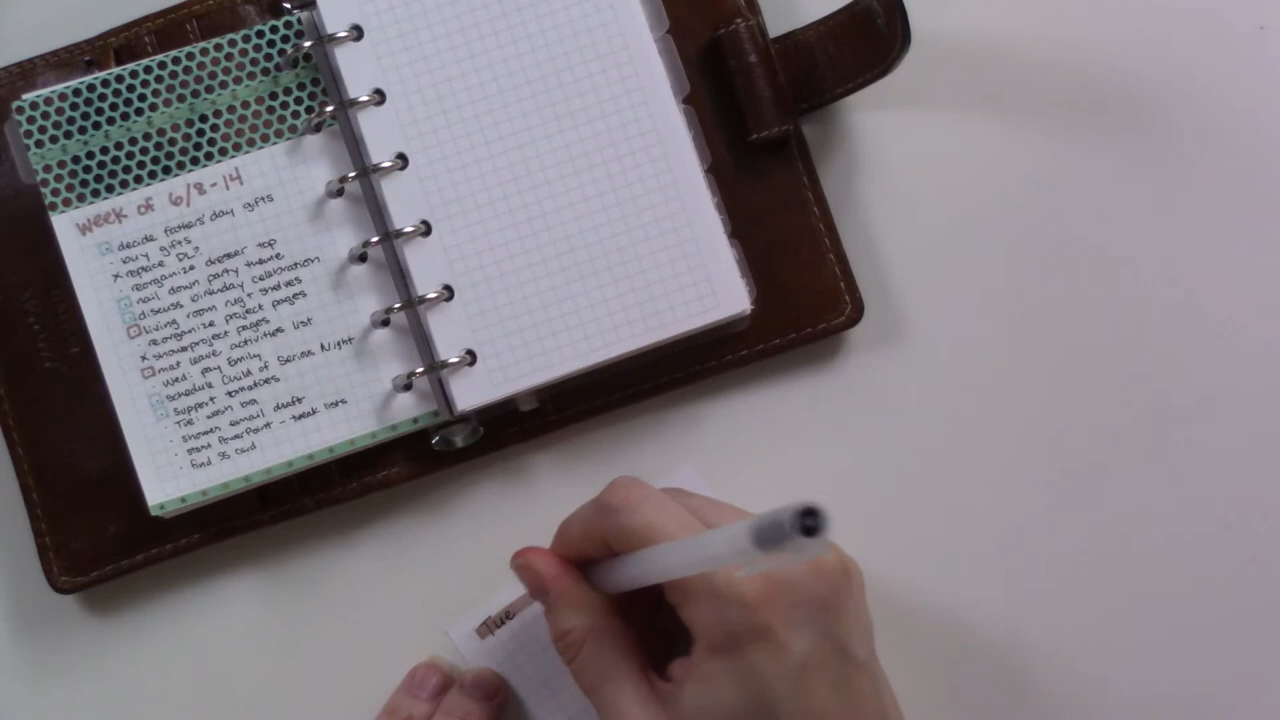 week of 6/8-14
decide fathers' day gifts
· buy gifts
x replace DL?
· reorganize dresser top
nail down party theme
discuss birthday celebration
living room rug + shelves
· reorganize project pages
x shower project pages
mat leave activities list
· Wed: pay Emily
schedule Child of Serious Night
support tomatoes
· Tue: wash bra
· shower email draft
· start PowerPoint - tweak lists
· find SS card
Tue